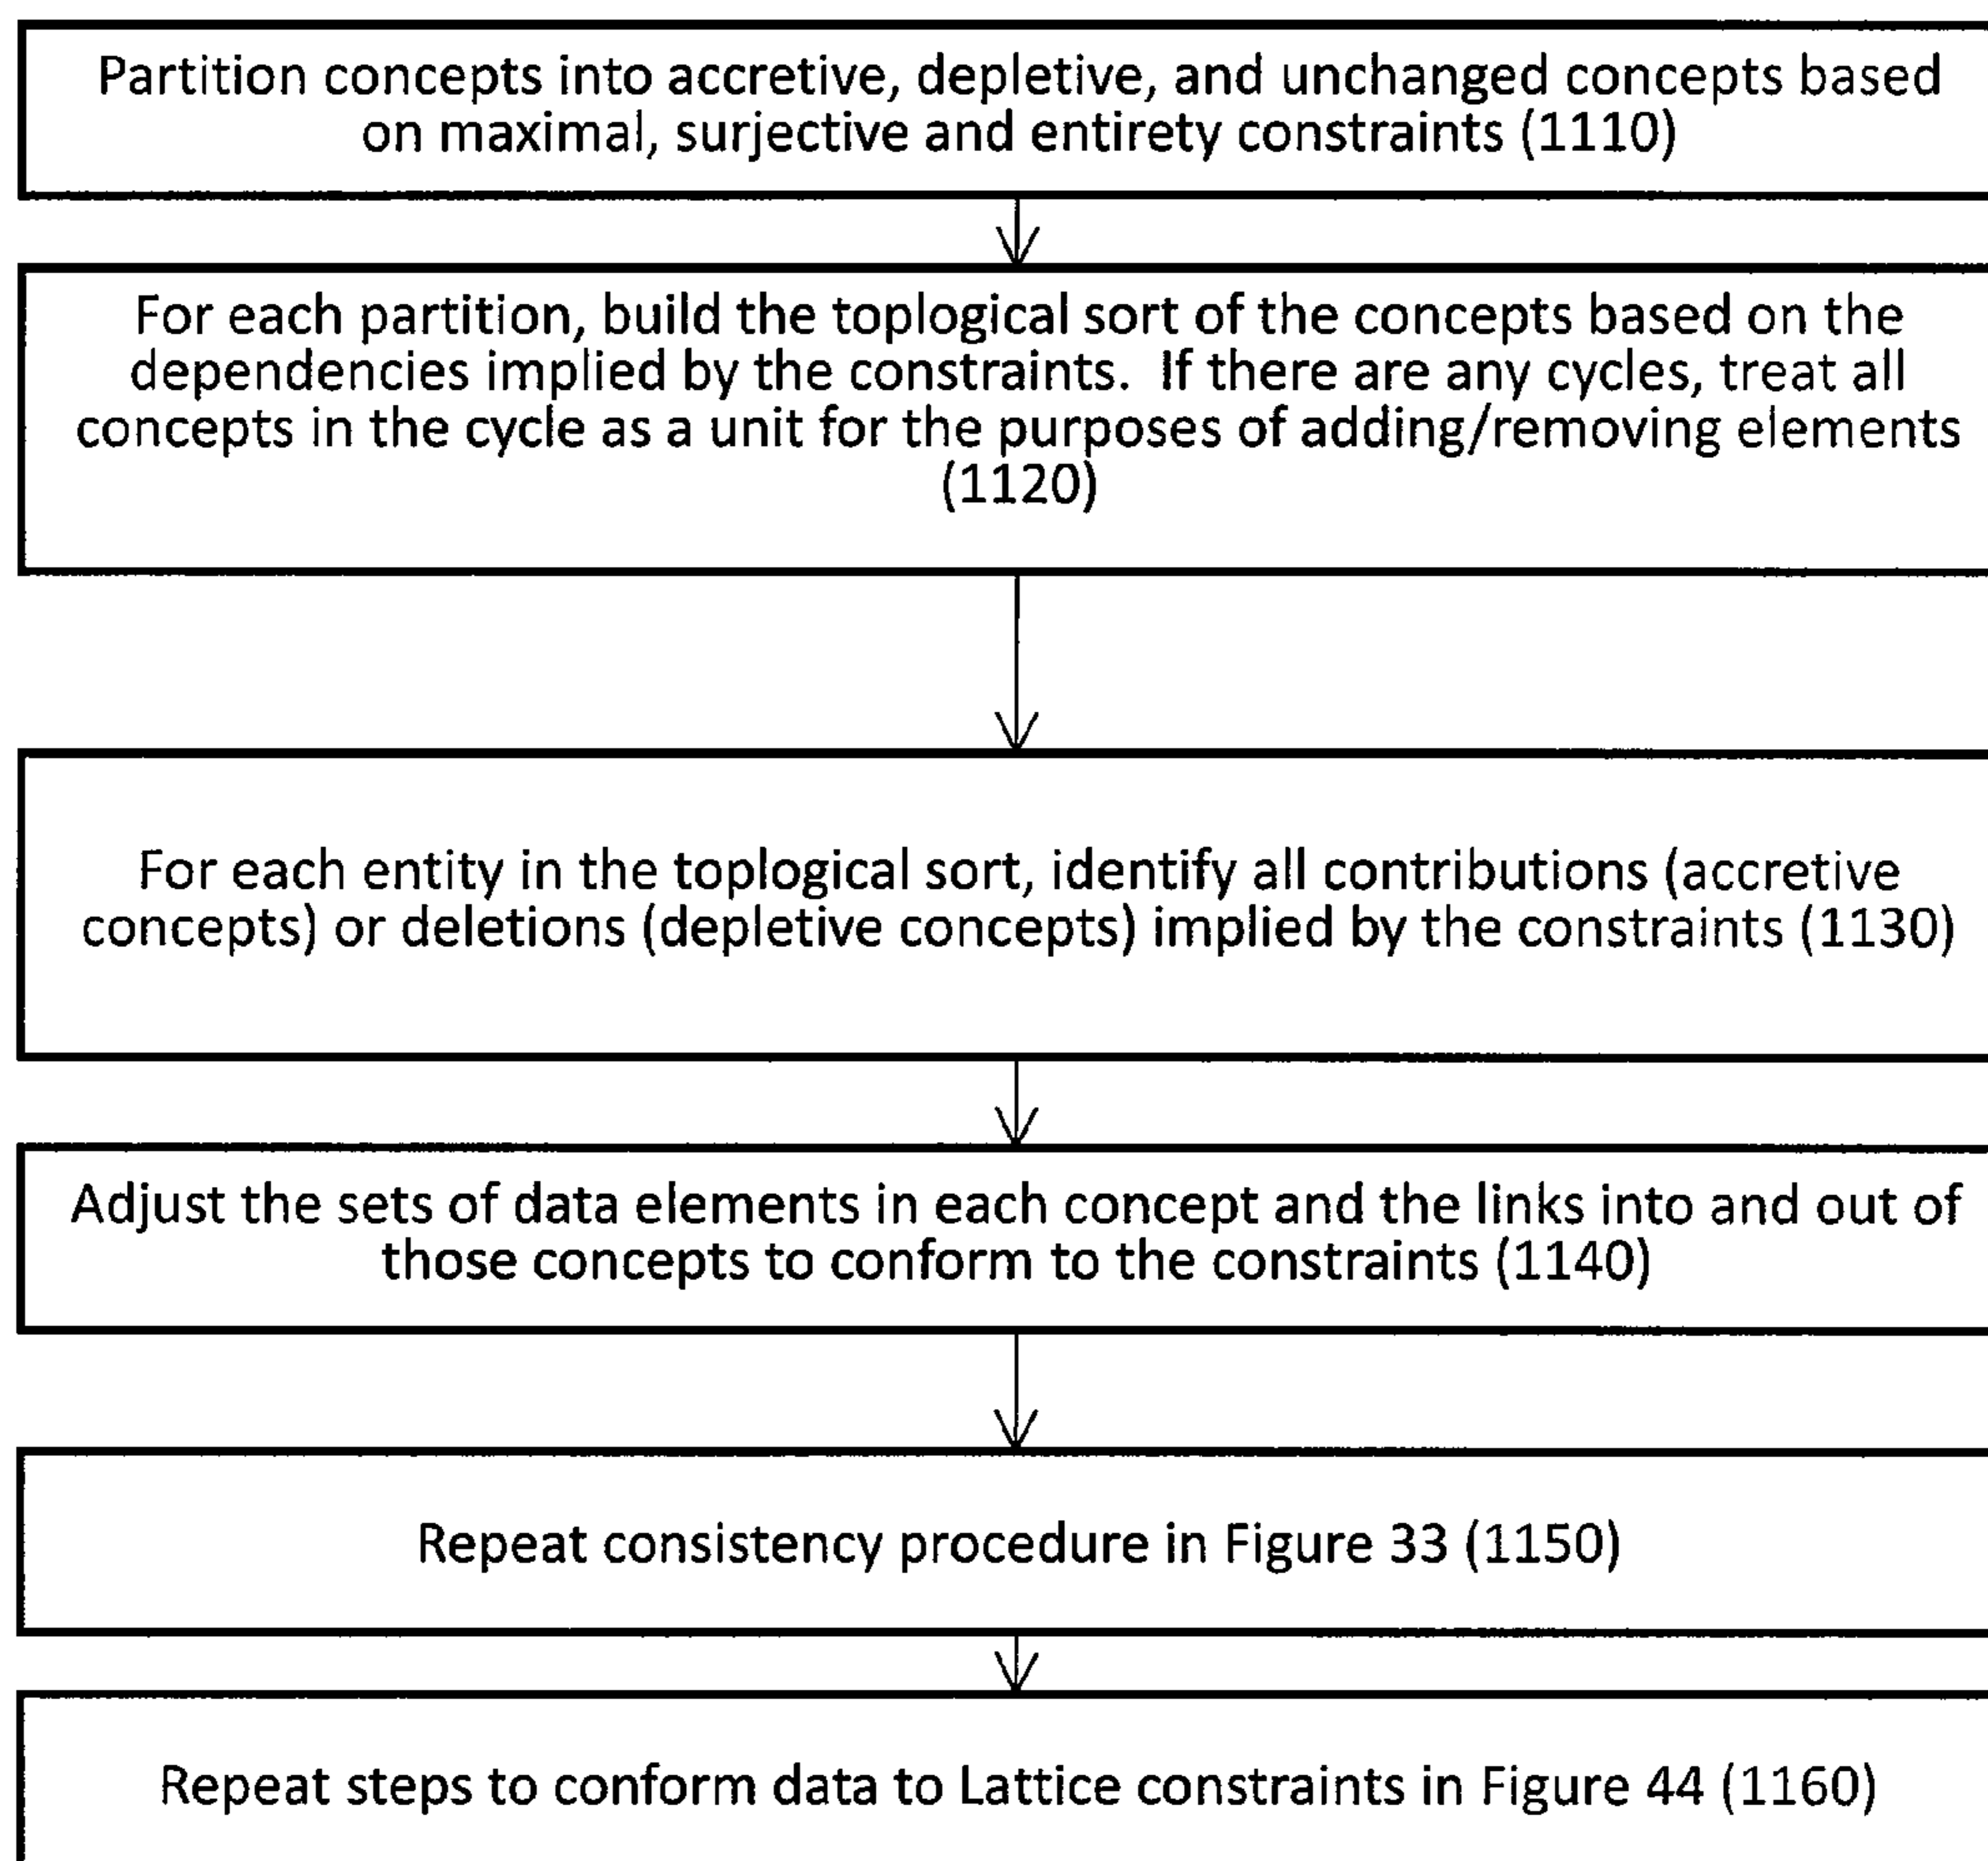 Partition concepts into accretive, depletive, and unchanged concepts based
on maximal, surjective and entirety constraints (1110)
For each partition, build the toplogical sort of the concepts based on the
dependencies implied by the constraints.  If there are any cycles, treat all
concepts in the cycle as a unit for the purposes of adding/removing elements
(1120)
For each entity in the toplogical sort, identify all contributions (accretive
concepts) or deletions (depletive concepts) implied by the constraints (1130)
Adjust the sets of data elements in each concept and the links into and out of
those concepts to conform to the constraints (1140)
Repeat consistency procedure in Figure 33 (1150)
Repeat steps to conform data to Lattice constraints in Figure 44 (1160)